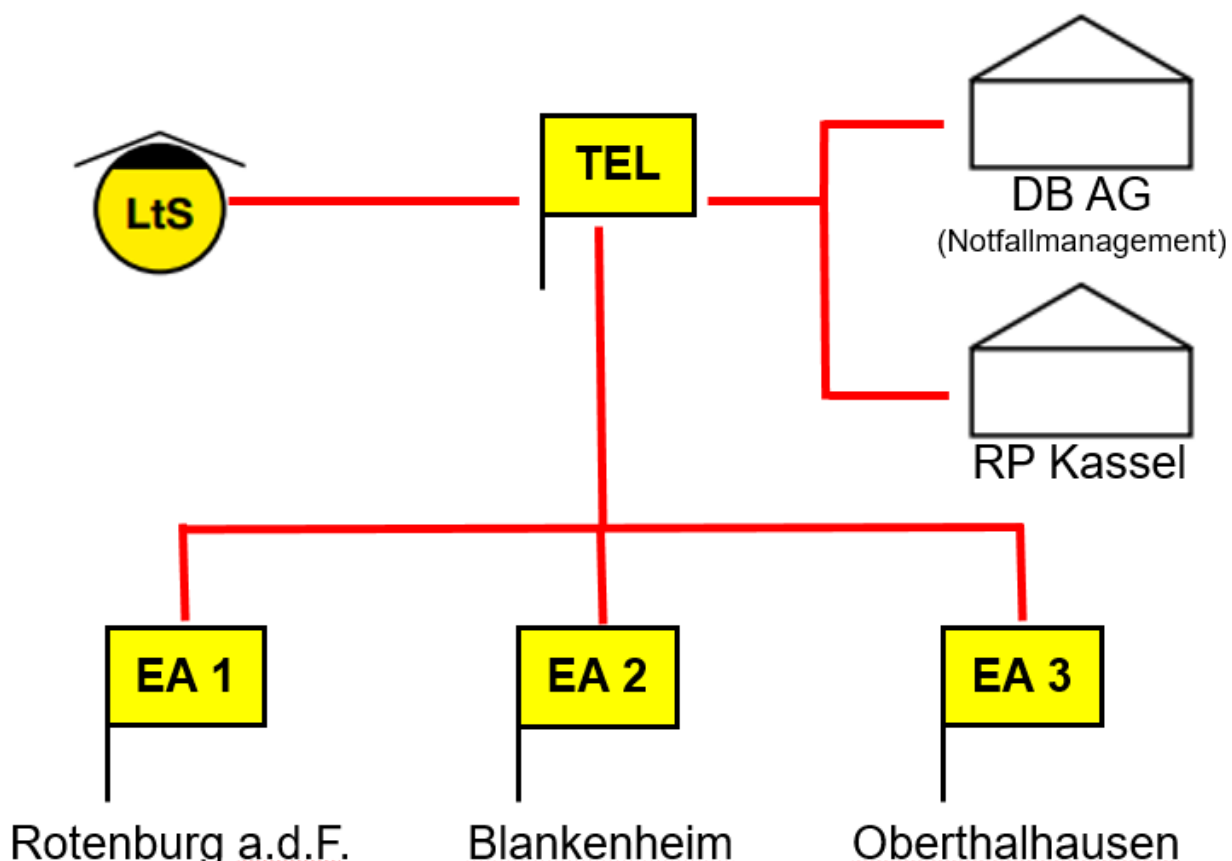 LtS
TEL
DB AG
(Notfallmanagement)
RP Kassel
EA 1
EA 2
EA 3
Rotenburg a.d.F.
Blankenheim
Oberthalhausen